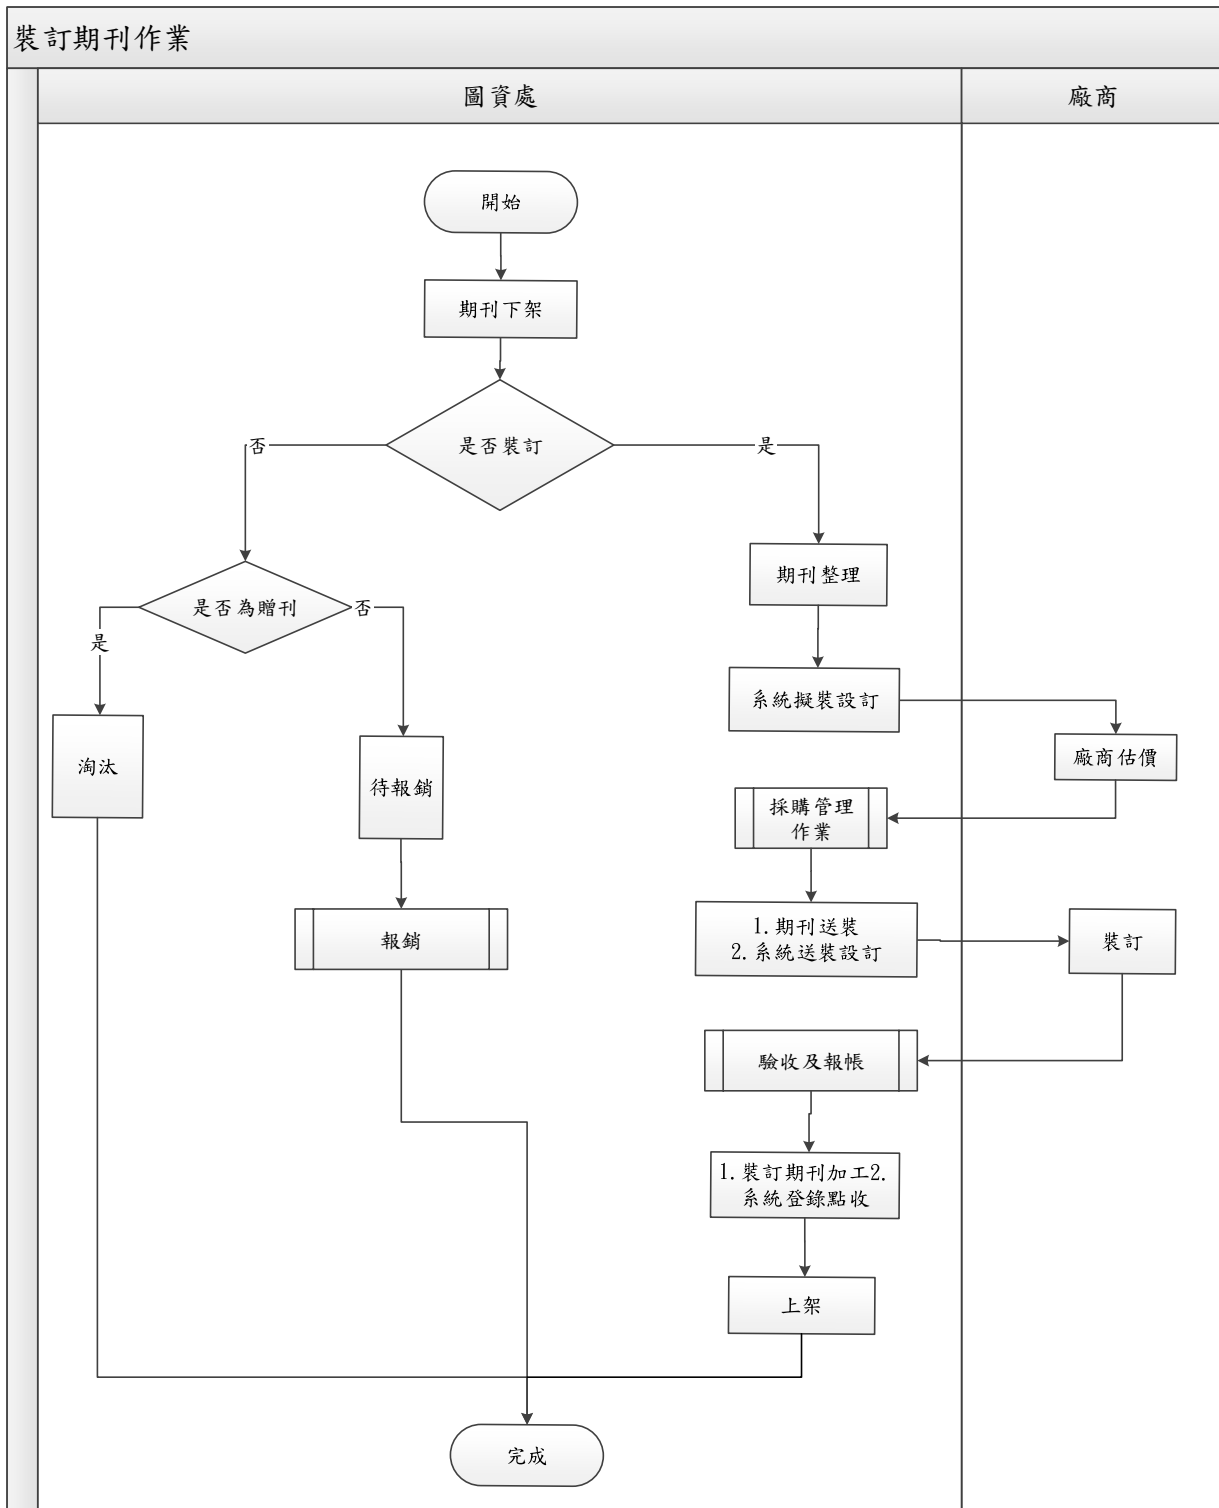 裝訂期刊作業
圖資處
廠商
開始
期刊下架
是否裝訂
否
是
期刊整理
是否為贈刊
否
是
系統擬裝設訂
淘汰
待報銷
廠商估價
採購管理
作業
報銷
1.期刊送裝
2.系統送裝設訂
裝訂
驗收及報帳
1.裝訂期刊加工2.
系統登錄點收
上架
完成